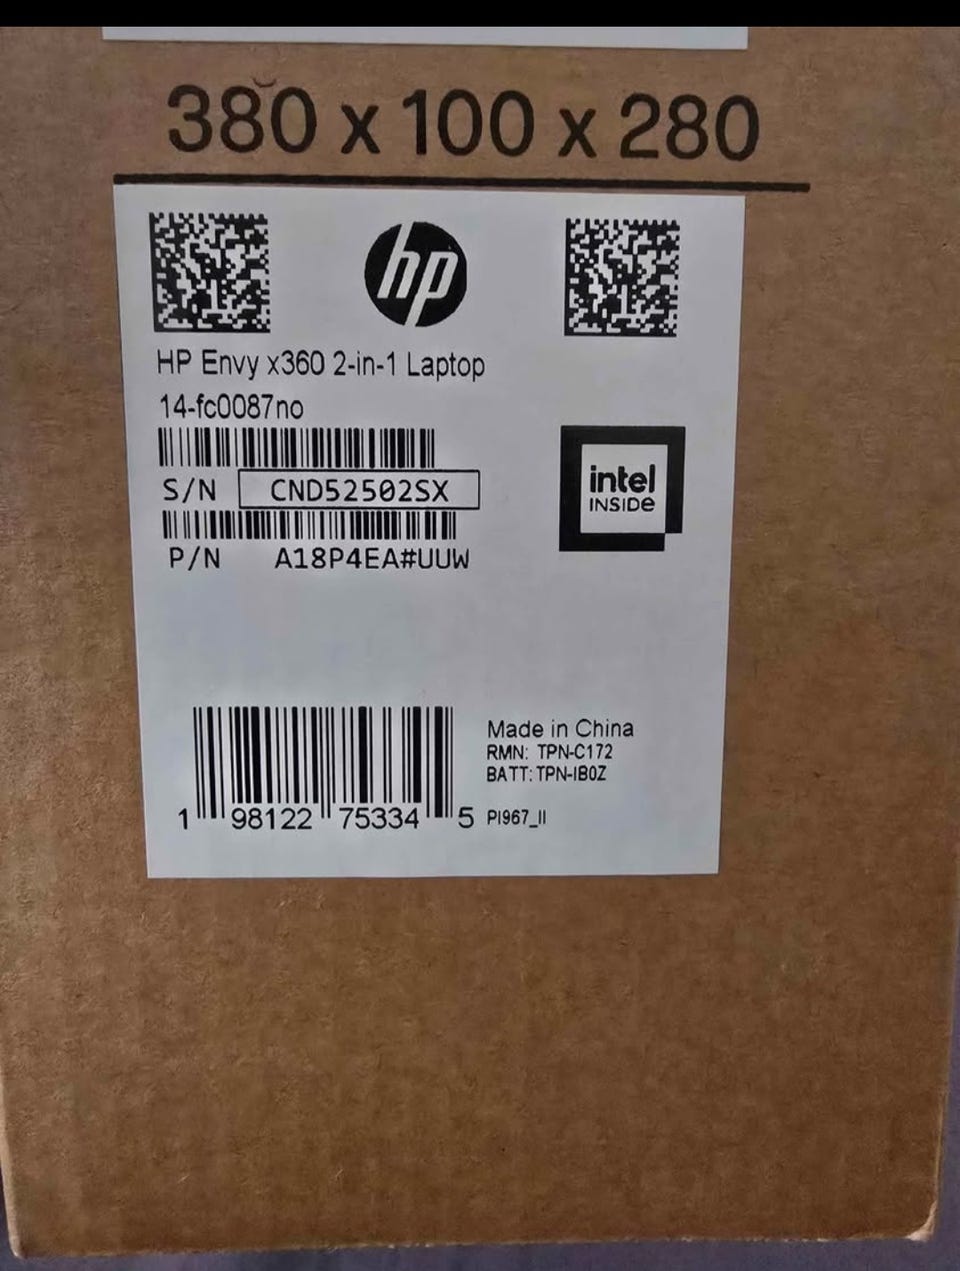 380 x 100 x 280
hp
HP Envy x360 2-in-1 Laptop
14-fc0087no
S/N CND52502SX
intel
INSIDE
P/N A18P4EA#UUW
Made in China
RMN: TPN-C172
BATT: TPN-IB0Z
1 98122 75334 5 PI967_II